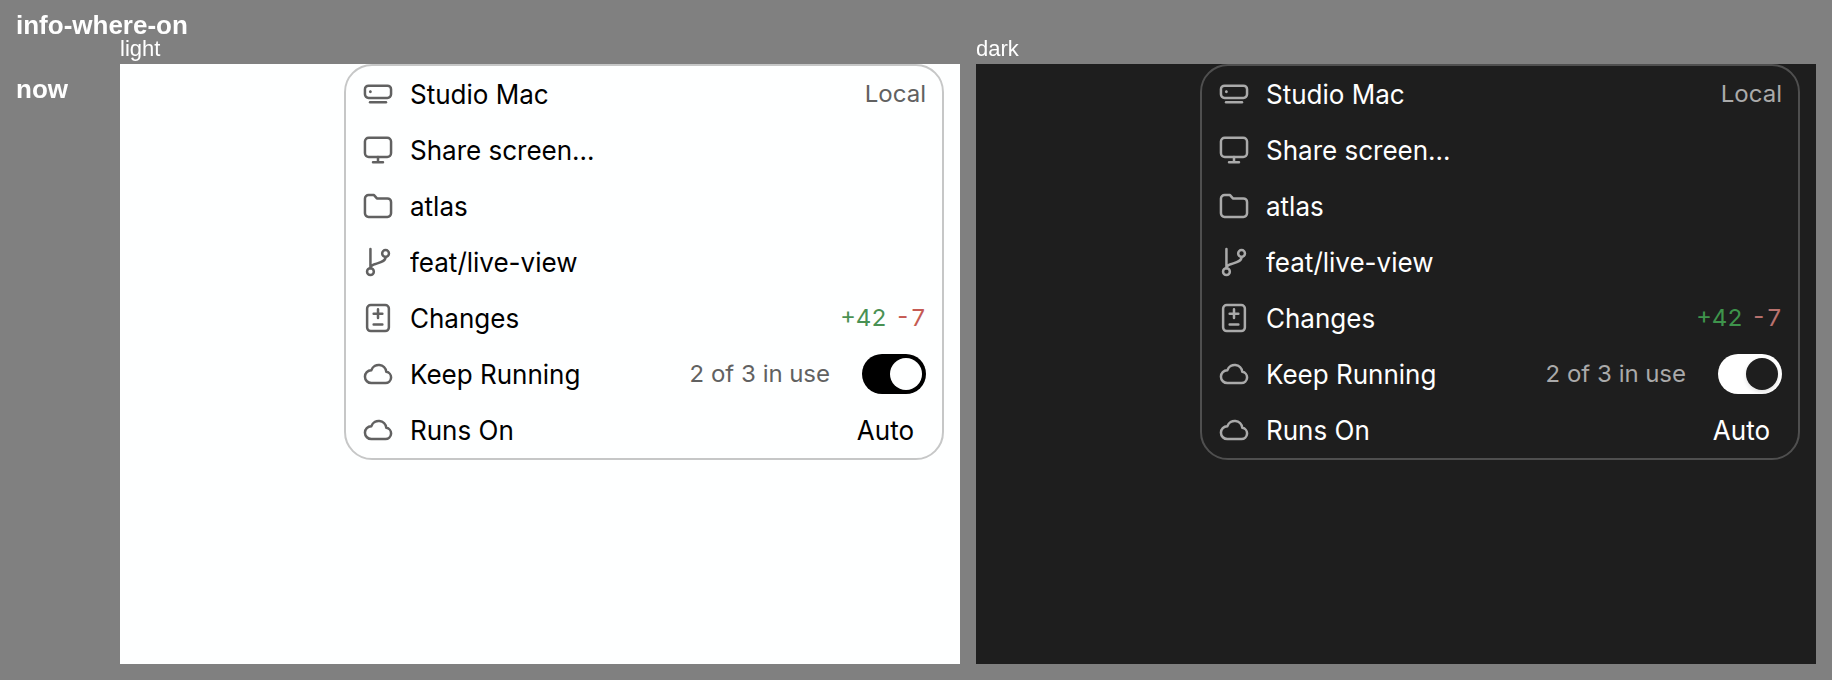 info-where-on
light
dark
now
Studio Mac Local
Share screen...
atlas
feat/live-view
Changes +42 -7
Keep Running 2 of 3 in use
Runs On Auto
Studio Mac Local
Share screen...
atlas
feat/live-view
Changes +42 -7
Keep Running 2 of 3 in use
Runs On Auto